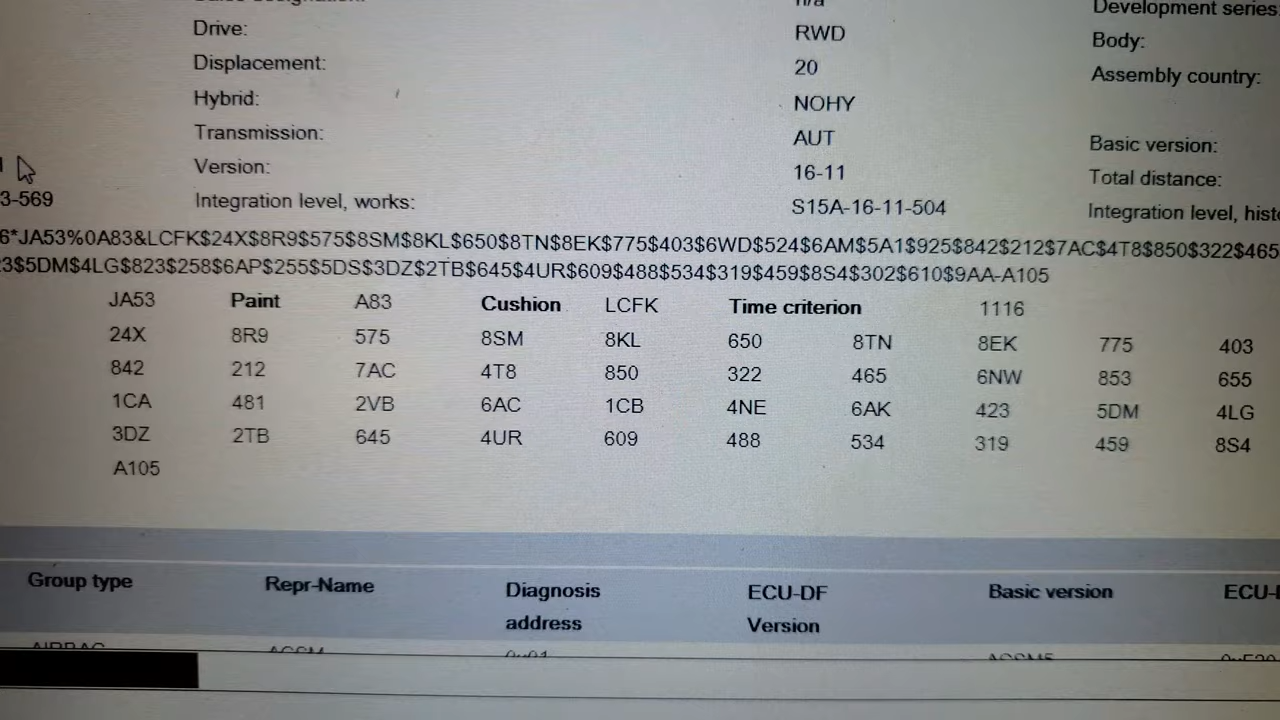 n/a Development series:
Drive: RWD Body:
Displacement: 20 Assembly country:
Hybrid: NOHY
Transmission: AUT Basic version:
Version: 16-11 Total distance:
3-569 Integration level, works: S15A-16-11-504 Integration level, histo
6*JA53%0A83&LCFK$24X$8R9$575$8SM$8KL$650$8TN$8EK$775$403$6WD$524$6AM$5A1$925$842$212$7AC$4T8$850$322$465
3$5DM$4LG$823$258$6AP$255$5DS$3DZ$2TB$645$4UR$609$488$534$319$459$8S4$302$610$9AA-A105
JA53 Paint A83 Cushion LCFK Time criterion 1116
24X 8R9 575 8SM 8KL 650 8TN 8EK 775 403
842 212 7AC 4T8 850 322 465 6NW 853 655
1CA 481 2VB 6AC 1CB 4NE 6AK 423 5DM 4LG
3DZ 2TB 645 4UR 609 488 534 319 459 8S4
A105
Group type Repr-Name Diagnosis address ECU-DF Version Basic version ECU-